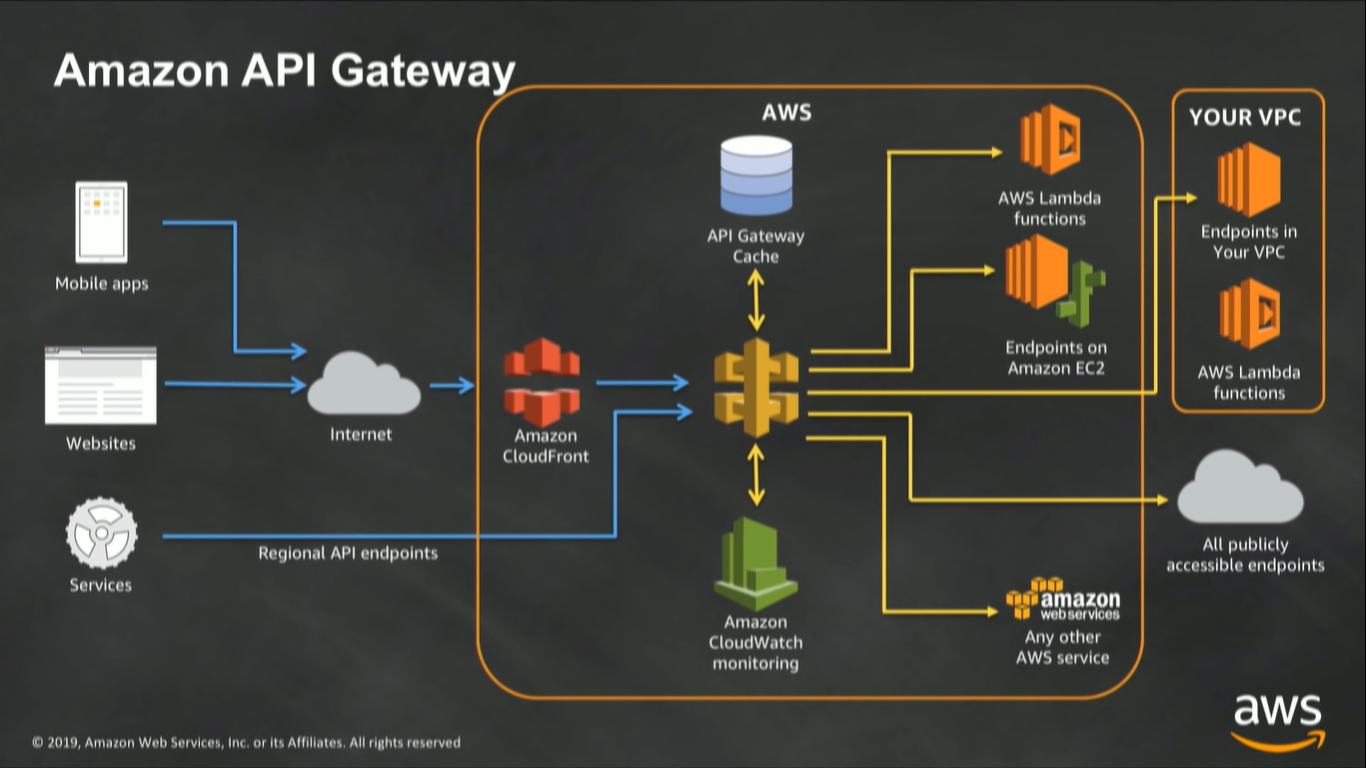 Amazon API Gateway
AWS
YOUR VPC
API Gateway
Cache
AWS Lambda
functions
Endpoints in
Your VPC
Mobile apps
Endpoints on
Amazon EC2
AWS Lambda
functions
Websites
Internet
Amazon
CloudFront
Regional API endpoints
Services
All publicly
accessible endpoints
Amazon
CloudWatch
monitoring
amazon
webservices
Any other
AWS service
© 2019, Amazon Web Services, Inc. or its Affiliates. All rights reserved
aws